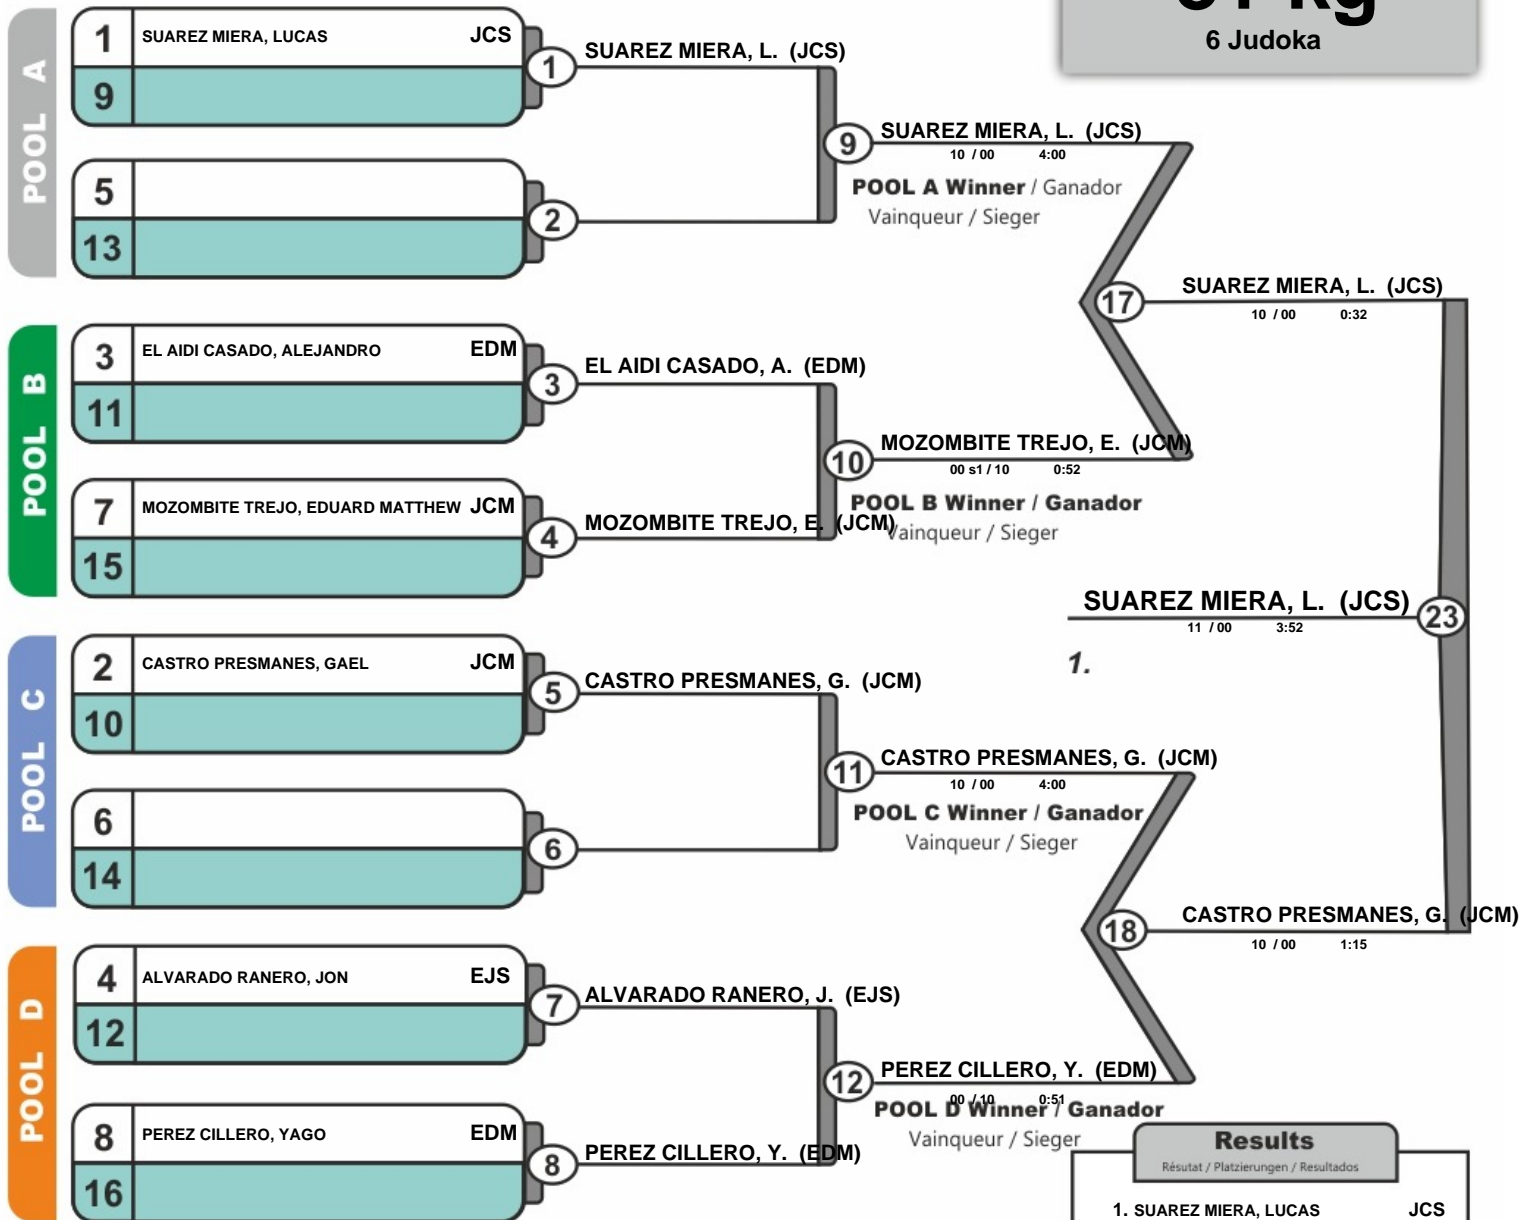 kg
6 Judoka
POOL A
1 SUAREZ MIERA, LUCAS JCS
9
5
13
1 SUAREZ MIERA, L. (JCS)
2
9 SUAREZ MIERA, L. (JCS)
10 / 00 4:00
POOL A Winner / Ganador
Vainqueur / Sieger
POOL B
3 EL AIDI CASADO, ALEJANDRO EDM
11
7 MOZOMBITE TREJO, EDUARD MATTHEW JCM
15
3 EL AIDI CASADO, A. (EDM)
4 MOZOMBITE TREJO, E. (JCM)
10 MOZOMBITE TREJO, E. (JCM)
00 s1 / 10 0:52
POOL B Winner / Ganador
Vainqueur / Sieger
17 SUAREZ MIERA, L. (JCS)
10 / 00 0:32
SUAREZ MIERA, L. (JCS) 23
11 / 00 3:52
1.
POOL C
2 CASTRO PRESMANES, GAEL JCM
10
6
14
5 CASTRO PRESMANES, G. (JCM)
6
11 CASTRO PRESMANES, G. (JCM)
10 / 00 4:00
POOL C Winner / Ganador
Vainqueur / Sieger
18 CASTRO PRESMANES, G. (JCM)
10 / 00 1:15
POOL D
4 ALVARADO RANERO, JON EJS
12
8 PEREZ CILLERO, YAGO EDM
16
7 ALVARADO RANERO, J. (EJS)
8 PEREZ CILLERO, Y. (EDM)
12 PEREZ CILLERO, Y. (EDM)
00 / 10 0:51
POOL D Winner / Ganador
Vainqueur / Sieger
Results
Résutat / Platzierungen / Resultados
1. SUAREZ MIERA, LUCAS JCS